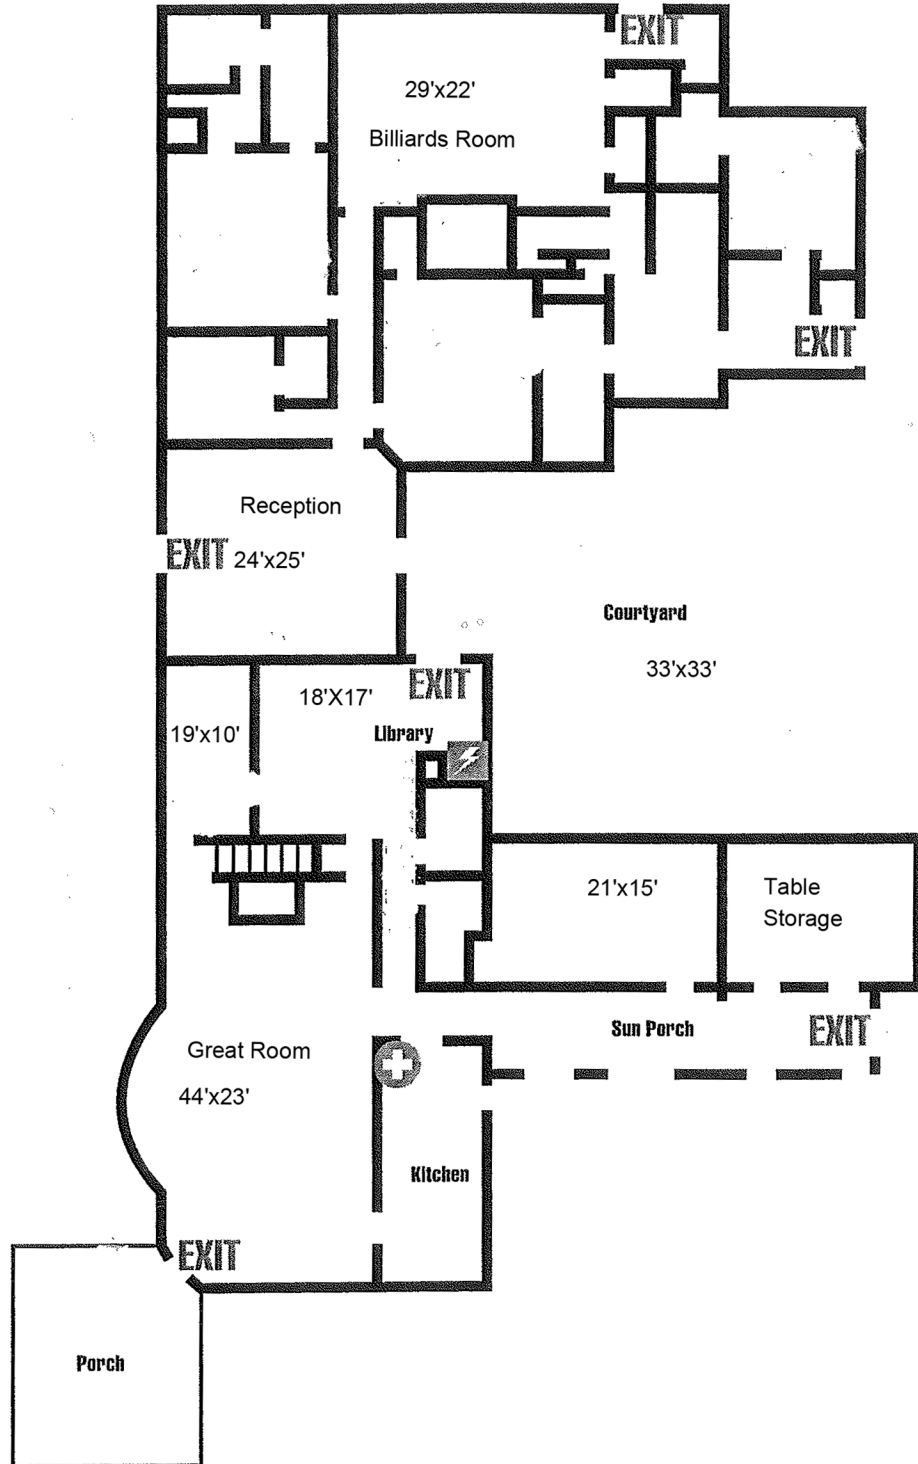 EXIT
29'x22'
Billiards Room
EXIT
Reception
EXIT
24'x25'
Courtyard
33'x33'
EXIT
18'X17'
19'x10'
Library
21'x15'
Table
Storage
Sun Porch
EXIT
Great Room
44'x23'
Kitchen
EXIT
Porch